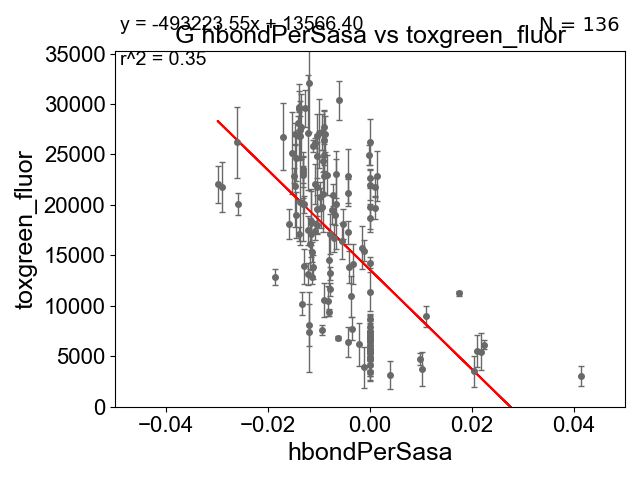 y = -493223.55x + 13566.40
N = 136
G hbondPerSasa vs toxgreen_fluor
r^2 = 0.35
35000
30000
25000
20000
15000
10000
5000
0
toxgreen_fluor
−0.04 −0.02 0.00 0.02 0.04
hbondPerSasa